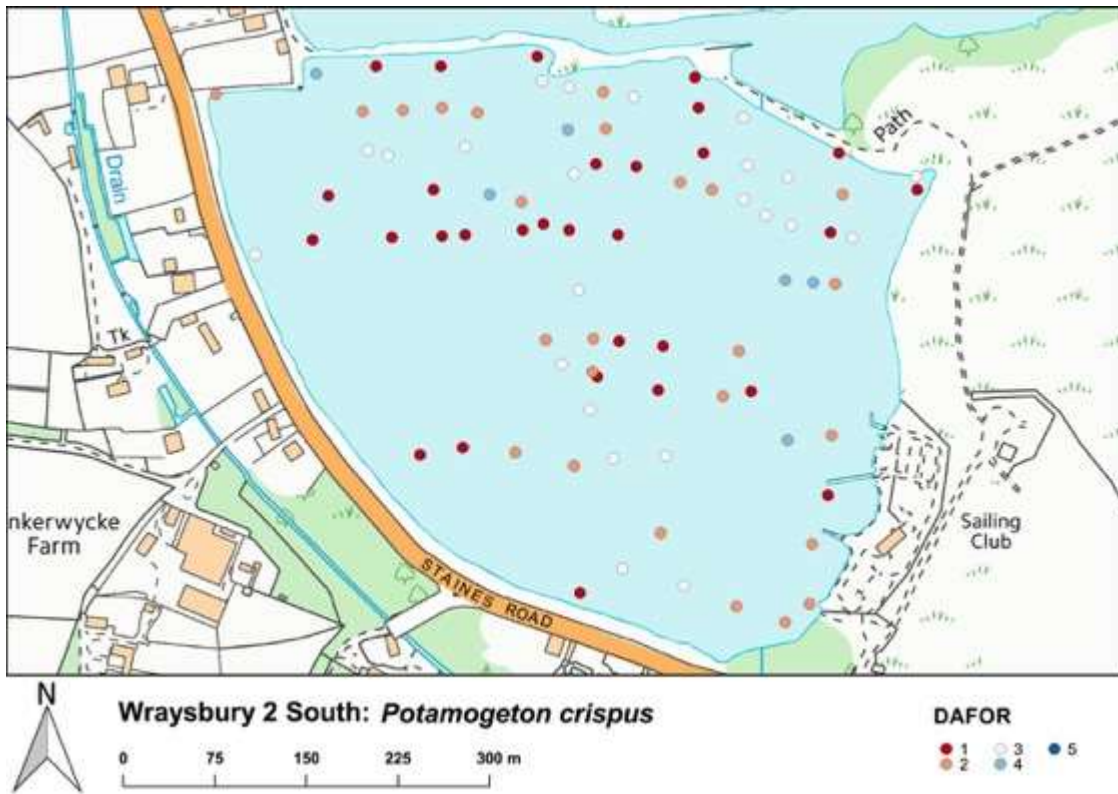 Path
Drain
Tk
nkerwycke
Farm
Sailing
Club
STAINES ROAD
N
Wraysbury 2 South: Potamogeton crispus
0 75 150 225 300 m
DAFOR
1 3 5
2 4